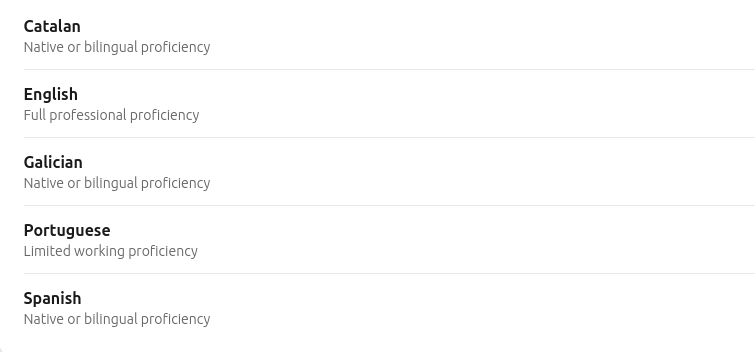 Catalan
Native or bilingual proficiency
English
Full professional proficiency
Galician
Native or bilingual proficiency
Portuguese
Limited working proficiency
Spanish
Native or bilingual proficiency